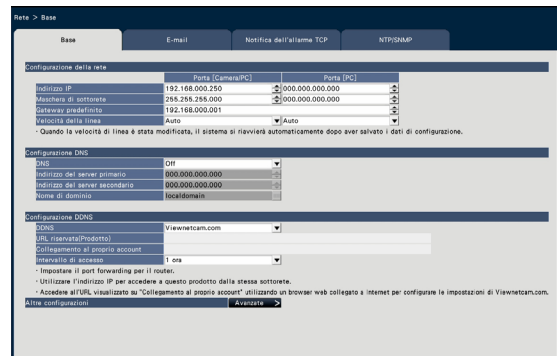 Rete > Base
Base E-mail Notifica dell'allarme TCP NTP/SNMP
Configurazione della rete
Porta [Camera/PC] Porta [PC]
Indirizzo IP 192.168.000.250 000.000.000.000
Maschera di sottorete 255.255.255.000 000.000.000.000
Gateway predefinito 192.168.000.001
Velocità della linea Auto Auto
· Quando la velocità di linea è stata modificata, il sistema si riavvierà automaticamente dopo aver salvato i dati di configurazione.
Configurazione DNS
DNS Off
Indirizzo del server primario 000.000.000.000
Indirizzo del server secondario 000.000.000.000
Nome di dominio localdomain
Configurazione DDNS
DDNS Viewnetcam.com
URL riservata(Prodotto)
Collegamento al proprio account
Intervallo di accesso 1 ora
· Impostare il port forwarding per il router.
· Utilizzare l'indirizzo IP per accedere a questo prodotto dalla stessa sottorete.
· Accedere all'URL visualizzato su "Collegamento al proprio account" utilizzando un browser web collegato a Internet per configurare le impostazioni di Viewnetcam.com.
Altre configurazioni Avanzate >